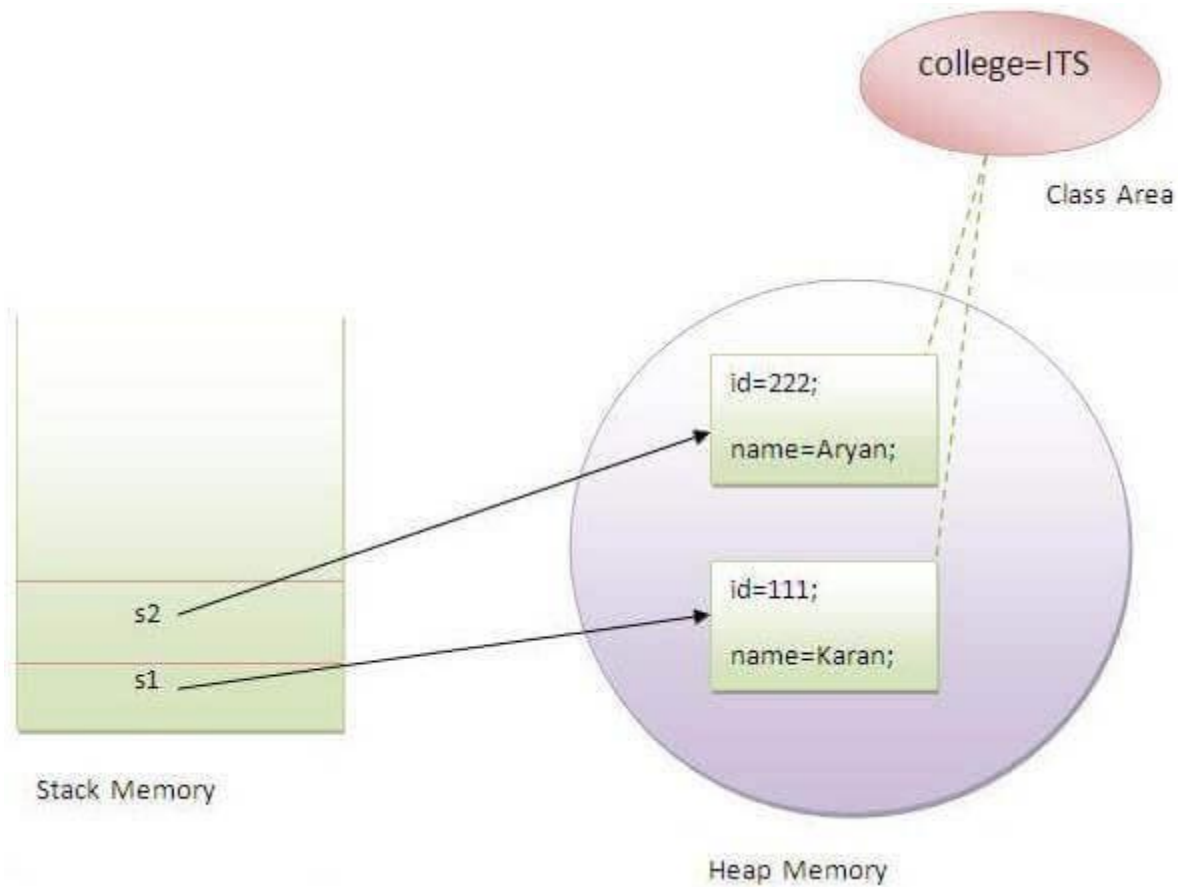 college=ITS
Class Area
id=222;
name=Aryan;
s2
id=111;
name=Karan;
s1
Stack Memory
Heap Memory